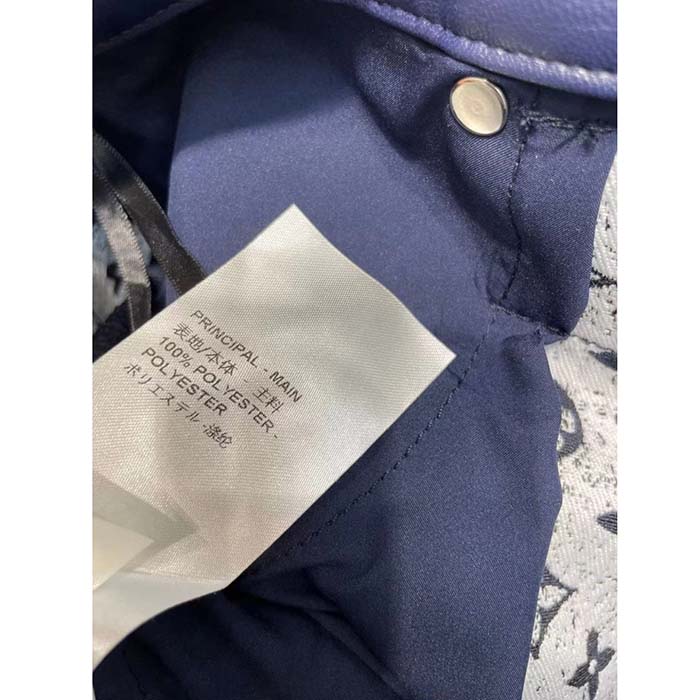 PRINCIPAL - MAIN
表地/本体 - 主料
100% POLYESTER -
POLYESTER
ポリエステル -涤纶